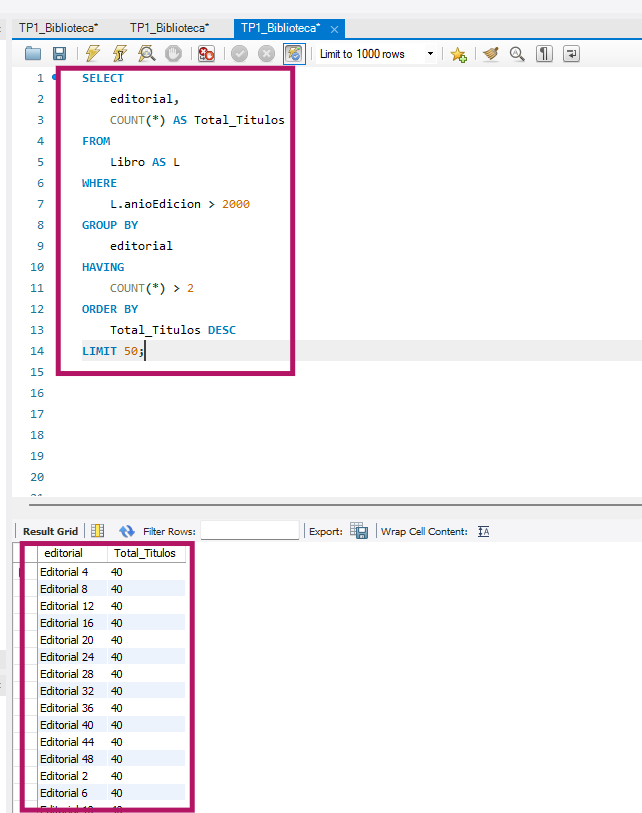 TP1_Biblioteca* TP1_Biblioteca* TP1_Biblioteca* ×
Limit to 1000 rows
1 SELECT
2 editorial,
3 COUNT(*) AS Total_Titulos
4 FROM
5 Libro AS L
6 WHERE
7 L.anioEdicion > 2000
8 GROUP BY
9 editorial
10 HAVING
11 COUNT(*) > 2
12 ORDER BY
13 Total_Titulos DESC
14 LIMIT 50;
15
16
17
18
19
20
21
Result Grid Filter Rows: Export: Wrap Cell Content: IA
editorial Total_Titulos
Editorial 4 40
Editorial 8 40
Editorial 12 40
Editorial 16 40
Editorial 20 40
Editorial 24 40
Editorial 28 40
Editorial 32 40
Editorial 36 40
Editorial 40 40
Editorial 44 40
Editorial 48 40
Editorial 2 40
Editorial 6 40
Editorial 10 40